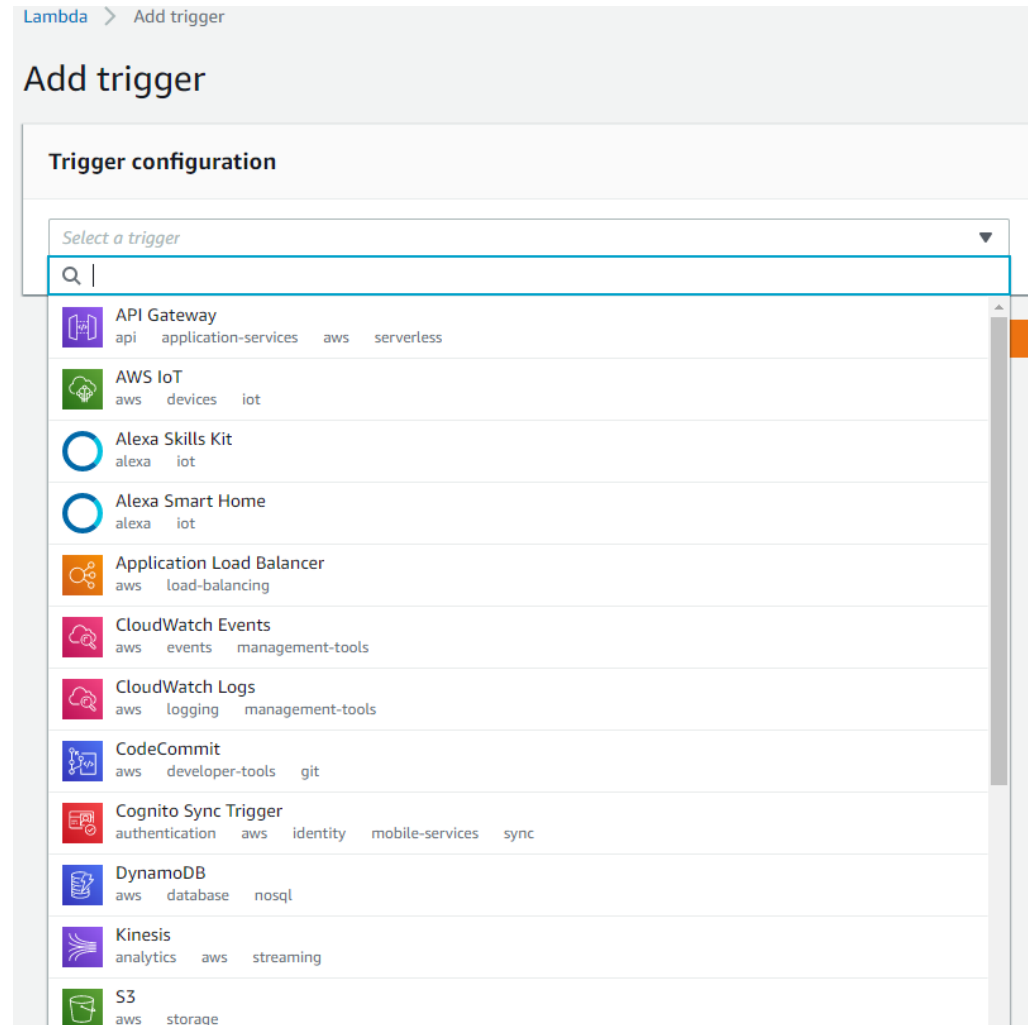 Lambda > Add trigger
Add trigger
Trigger configuration
Select a trigger
API Gateway
api application-services aws serverless
AWS IoT
aws devices iot
Alexa Skills Kit
alexa iot
Alexa Smart Home
alexa iot
Application Load Balancer
aws load-balancing
CloudWatch Events
aws events management-tools
CloudWatch Logs
aws logging management-tools
CodeCommit
aws developer-tools git
Cognito Sync Trigger
authentication aws identity mobile-services sync
DynamoDB
aws database nosql
Kinesis
analytics aws streaming
S3
aws storage